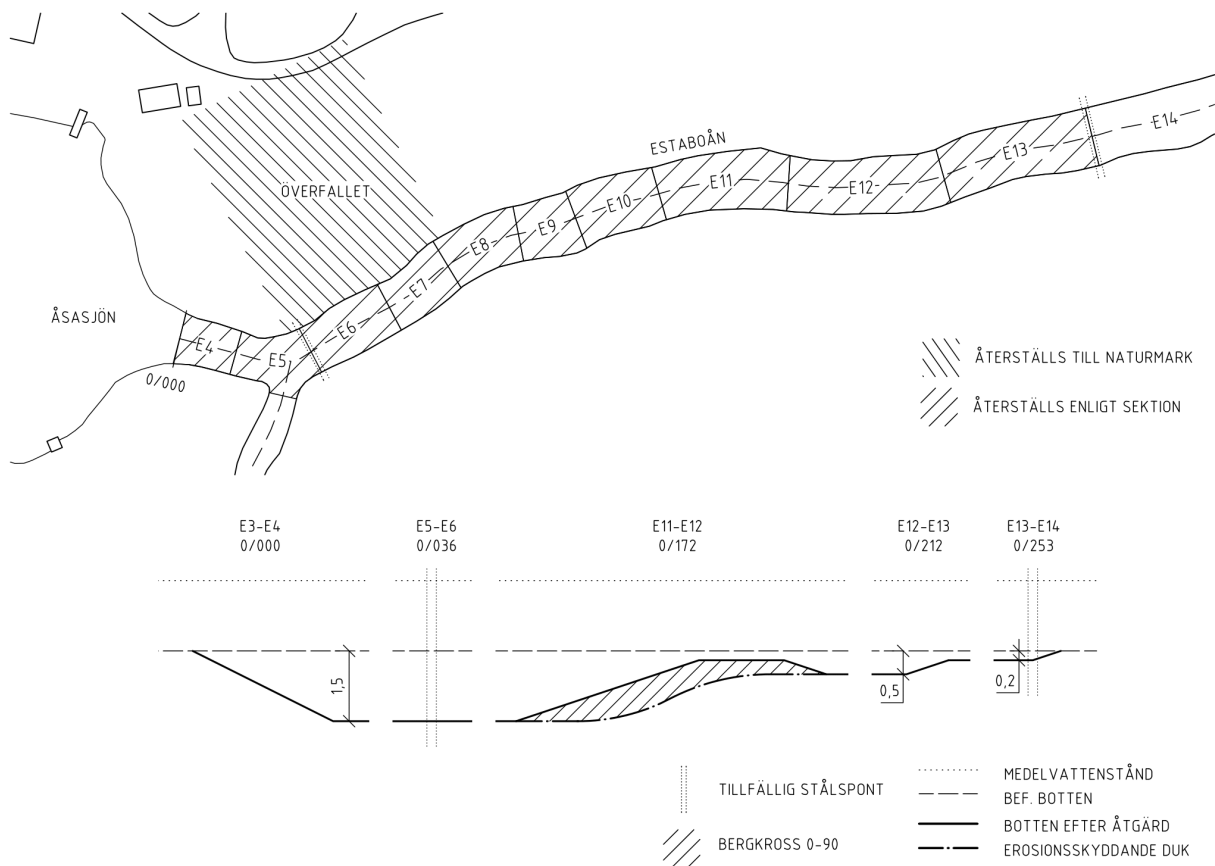 ESTABOÅN
E14
E13
E12
E11
E10
E9
E8
E7
E6
E5
E4
ÖVERFALLET
ÅSASJÖN
0/000
ÅTERSTÄLLS TILL NATURMARK
ÅTERSTÄLLS ENLIGT SEKTION
E3-E4
0/000
E5-E6
0/036
E11-E12
0/172
E12-E13
0/212
E13-E14
0/253
1,5
0,5
0,2
TILLFÄLLIG STÅLSPONT
BERGKROSS 0-90
MEDELVATTENSTÅND
BEF. BOTTEN
BOTTEN EFTER ÅTGÄRD
EROSIONSSKYDDANDE DUK